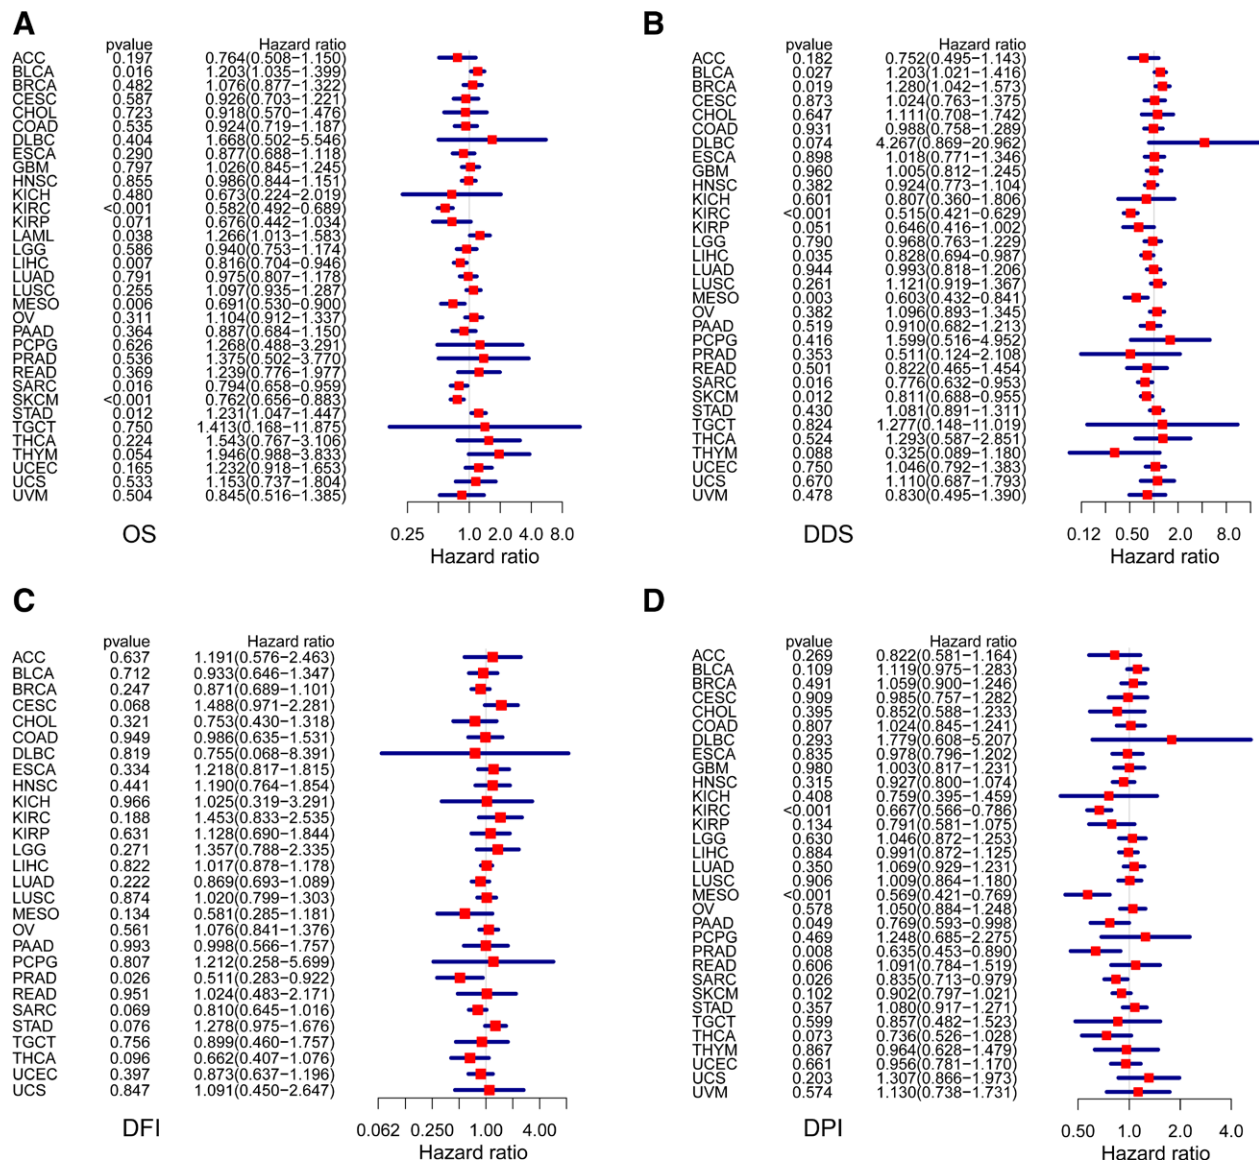 A
pvalue Hazard ratio
ACC 0.197 0.764(0.508−1.150)
BLCA 0.016 1.203(1.035−1.399)
BRCA 0.482 1.076(0.877−1.322)
CESC 0.587 0.926(0.703−1.221)
CHOL 0.723 0.918(0.570−1.476)
COAD 0.535 0.924(0.719−1.187)
DLBC 0.404 1.668(0.502−5.546)
ESCA 0.290 0.877(0.688−1.118)
GBM 0.797 1.026(0.845−1.245)
HNSC 0.855 0.986(0.844−1.151)
KICH 0.480 0.673(0.224−2.019)
KIRC <0.001 0.582(0.492−0.689)
KIRP 0.071 0.676(0.442−1.034)
LAML 0.038 1.266(1.013−1.583)
LGG 0.586 0.940(0.753−1.174)
LIHC 0.007 0.816(0.704−0.946)
LUAD 0.791 0.975(0.807−1.178)
LUSC 0.255 1.097(0.935−1.287)
MESO 0.006 0.691(0.530−0.900)
OV 0.311 1.104(0.912−1.337)
PAAD 0.364 0.887(0.684−1.150)
PCPG 0.626 1.268(0.488−3.291)
PRAD 0.536 1.375(0.502−3.770)
READ 0.369 1.239(0.776−1.977)
SARC 0.016 0.794(0.658−0.959)
SKCM <0.001 0.762(0.656−0.883)
STAD 0.012 1.231(1.047−1.447)
TGCT 0.750 1.413(0.168−11.875)
THCA 0.224 1.543(0.767−3.106)
THYM 0.054 1.946(0.988−3.833)
UCEC 0.165 1.232(0.918−1.653)
UCS 0.533 1.153(0.737−1.804)
UVM 0.504 0.845(0.516−1.385)
0.25 1.0 2.0 4.0 8.0
OS
Hazard ratio
B
pvalue Hazard ratio
ACC 0.182 0.752(0.495−1.143)
BLCA 0.027 1.203(1.021−1.416)
BRCA 0.019 1.280(1.042−1.573)
CESC 0.873 1.024(0.763−1.375)
CHOL 0.647 1.111(0.708−1.742)
COAD 0.931 0.988(0.758−1.289)
DLBC 0.074 4.267(0.869−20.962)
ESCA 0.898 1.018(0.771−1.346)
GBM 0.960 1.005(0.812−1.245)
HNSC 0.382 0.924(0.773−1.104)
KICH 0.601 0.807(0.360−1.806)
KIRC <0.001 0.515(0.421−0.629)
KIRP 0.051 0.646(0.416−1.002)
LGG 0.790 0.968(0.763−1.229)
LIHC 0.035 0.828(0.694−0.987)
LUAD 0.944 0.993(0.818−1.206)
LUSC 0.261 1.121(0.919−1.367)
MESO 0.003 0.603(0.432−0.841)
OV 0.382 1.096(0.893−1.345)
PAAD 0.519 0.910(0.682−1.213)
PCPG 0.416 1.599(0.516−4.952)
PRAD 0.353 0.511(0.124−2.108)
READ 0.501 0.822(0.465−1.454)
SARC 0.016 0.776(0.632−0.953)
SKCM 0.012 0.811(0.688−0.955)
STAD 0.430 1.081(0.891−1.311)
TGCT 0.824 1.277(0.148−11.019)
THCA 0.524 1.293(0.587−2.851)
THYM 0.088 0.325(0.089−1.180)
UCEC 0.750 1.046(0.792−1.383)
UCS 0.670 1.110(0.687−1.793)
UVM 0.478 0.830(0.495−1.390)
0.12 0.50 2.0 8.0
DDS
Hazard ratio
C
pvalue Hazard ratio
ACC 0.637 1.191(0.576−2.463)
BLCA 0.712 0.933(0.646−1.347)
BRCA 0.247 0.871(0.689−1.101)
CESC 0.068 1.488(0.971−2.281)
CHOL 0.321 0.753(0.430−1.318)
COAD 0.949 0.986(0.635−1.531)
DLBC 0.819 0.755(0.068−8.391)
ESCA 0.334 1.218(0.817−1.815)
HNSC 0.441 1.190(0.764−1.854)
KICH 0.966 1.025(0.319−3.291)
KIRC 0.188 1.453(0.833−2.535)
KIRP 0.631 1.128(0.690−1.844)
LGG 0.271 1.357(0.788−2.335)
LIHC 0.822 1.017(0.878−1.178)
LUAD 0.222 0.869(0.693−1.089)
LUSC 0.874 1.020(0.799−1.303)
MESO 0.134 0.581(0.285−1.181)
OV 0.561 1.076(0.841−1.376)
PAAD 0.993 0.998(0.566−1.757)
PCPG 0.807 1.212(0.258−5.699)
PRAD 0.026 0.511(0.283−0.922)
READ 0.951 1.024(0.483−2.171)
SARC 0.069 0.810(0.645−1.016)
STAD 0.076 1.278(0.975−1.676)
TGCT 0.756 0.899(0.460−1.757)
THCA 0.096 0.662(0.407−1.076)
UCEC 0.397 0.873(0.637−1.196)
UCS 0.847 1.091(0.450−2.647)
0.062 0.250 1.00 4.00
DFI
Hazard ratio
D
pvalue Hazard ratio
ACC 0.269 0.822(0.581−1.164)
BLCA 0.109 1.119(0.975−1.283)
BRCA 0.491 1.059(0.900−1.246)
CESC 0.909 0.985(0.757−1.282)
CHOL 0.395 0.852(0.588−1.233)
COAD 0.807 1.024(0.845−1.241)
DLBC 0.293 1.779(0.608−5.207)
ESCA 0.835 0.978(0.796−1.202)
GBM 0.980 1.003(0.817−1.231)
HNSC 0.315 0.927(0.800−1.074)
KICH 0.408 0.759(0.395−1.459)
KIRC <0.001 0.667(0.566−0.786)
KIRP 0.134 0.791(0.581−1.075)
LGG 0.630 1.046(0.872−1.253)
LIHC 0.884 0.991(0.872−1.125)
LUAD 0.350 1.069(0.929−1.231)
LUSC 0.906 1.009(0.864−1.180)
MESO <0.001 0.569(0.421−0.769)
OV 0.578 1.050(0.884−1.248)
PAAD 0.049 0.769(0.593−0.998)
PCPG 0.469 1.248(0.685−2.275)
PRAD 0.008 0.635(0.453−0.890)
READ 0.606 1.091(0.784−1.519)
SARC 0.026 0.835(0.713−0.979)
SKCM 0.102 0.902(0.797−1.021)
STAD 0.357 1.080(0.917−1.271)
TGCT 0.599 0.857(0.482−1.523)
THCA 0.073 0.736(0.526−1.028)
THYM 0.867 0.964(0.628−1.479)
UCEC 0.661 0.956(0.781−1.170)
UCS 0.203 1.307(0.866−1.973)
UVM 0.574 1.130(0.738−1.731)
0.50 1.0 2.0 4.0
DPI
Hazard ratio